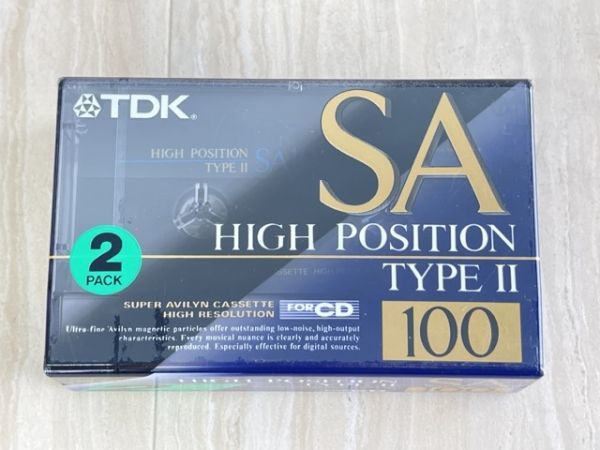 TDK®
SA
HIGH POSITION
TYPE II
SA
HIGH POSITION
TYPE II
2
PACK
SUPER AVILYN CASSETTE
HIGH RESOLUTION
FOR CD
100
Ultra-fine Avilyn magnetic particles offer outstanding low-noise, high-output
characteristics. Every musical nuance is clearly and accurately
reproduced. Especially effective for digital sources.